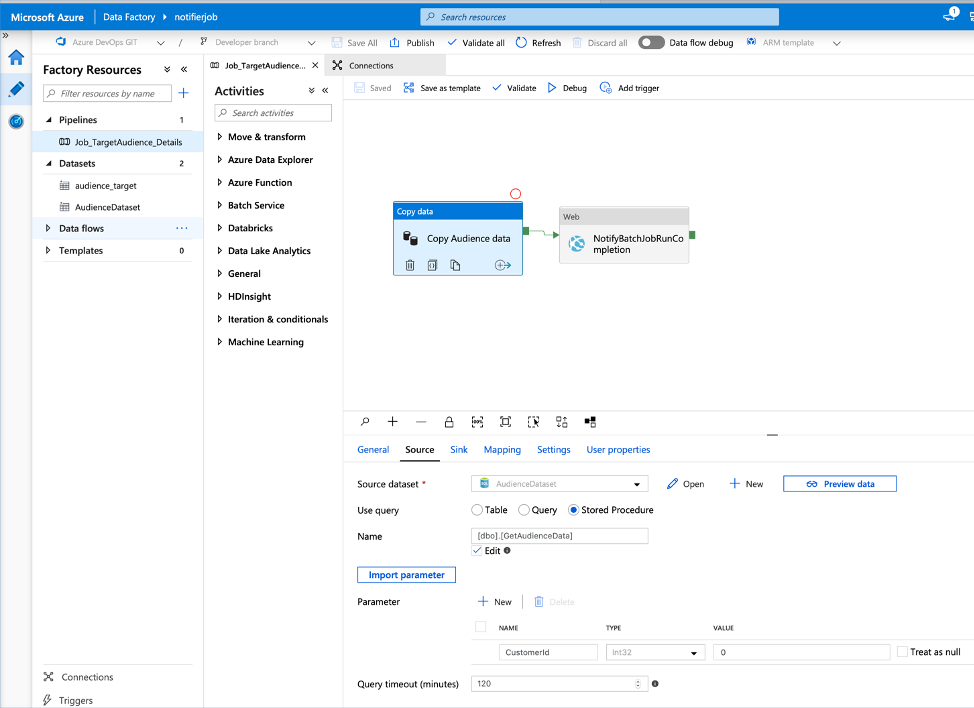 Microsoft Azure Data Factory notifierjob Search resources 1
Azure DevOps GIT / Developer branch Save All Publish Validate all Refresh Discard all Data flow debug ARM template
Factory Resources
Filter resources by name
Pipelines 1
Job_TargetAudience_Details
Datasets 2
audience_target
AudienceDataset
Data flows ...
Templates 0
Connections
Triggers
Job_TargetAudience... Connections
Activities
Search activities
Move & transform
Azure Data Explorer
Azure Function
Batch Service
Databricks
Data Lake Analytics
General
HDInsight
Iteration & conditionals
Machine Learning
Saved Save as template Validate Debug Add trigger
Copy data
Copy Audience data
Web
NotifyBatchJobRunCo
mpletion
100%
General Source Sink Mapping Settings User properties
Source dataset * AudienceDataset Open New Preview data
Use query Table Query Stored Procedure
Name [dbo].[GetAudienceData]
Edit
Import parameter
Parameter New Delete
NAME TYPE VALUE
CustomerId Int32 0 Treat as null
Query timeout (minutes) 120